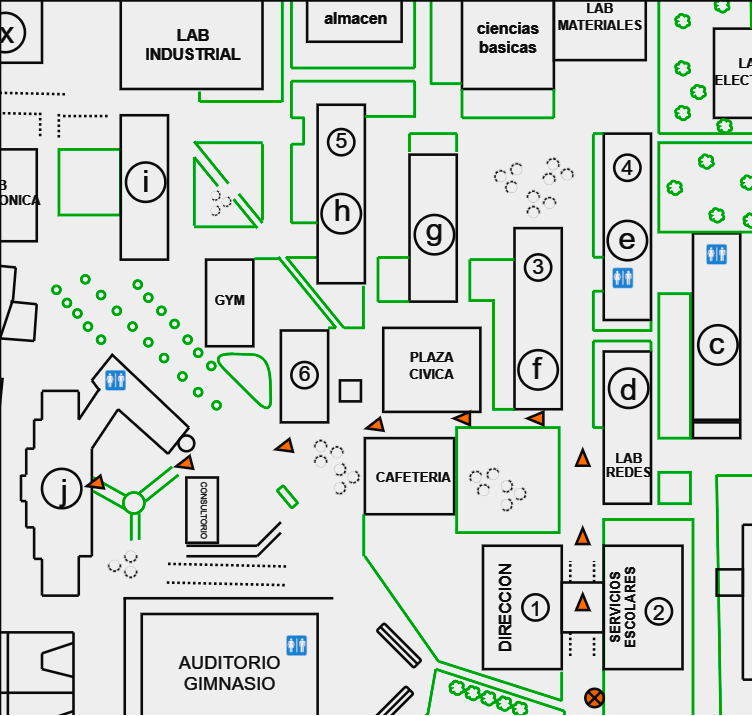 x
LAB
INDUSTRIAL
almacen
ciencias
basicas
LAB
MATERIALES
LA
ELECT
B
ONICA
i
5
h
g
4
e
3
f
c
d
LAB
REDES
GYM
6
PLAZA
CIVICA
CAFETERIA
j
CONSULTORIO
DIRECCION
1
SERVICIOS
ESCOLARES
2
AUDITORIO
GIMNASIO